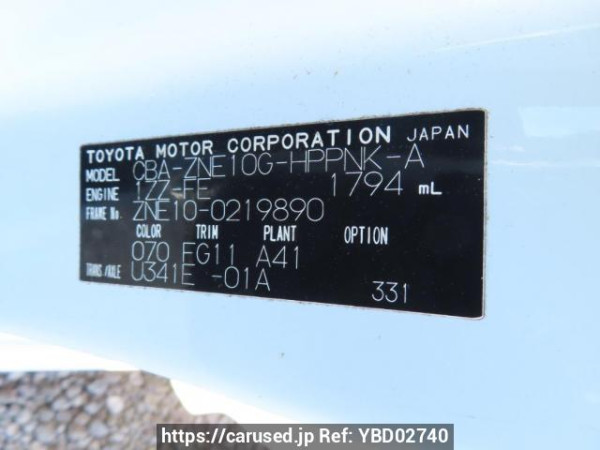 TOYOTA MOTOR CORPORATION JAPAN
MODEL CBA-ZNE10G-HPPNK-A
ENGINE 1ZZ-FE 1794 mL
FRAME No. ZNE10-0219890
COLOR TRIM PLANT OPTION
070 FG11 A41
TRANS/AXLE U341E -01A
331
https://carused.jp Ref: YBD02740